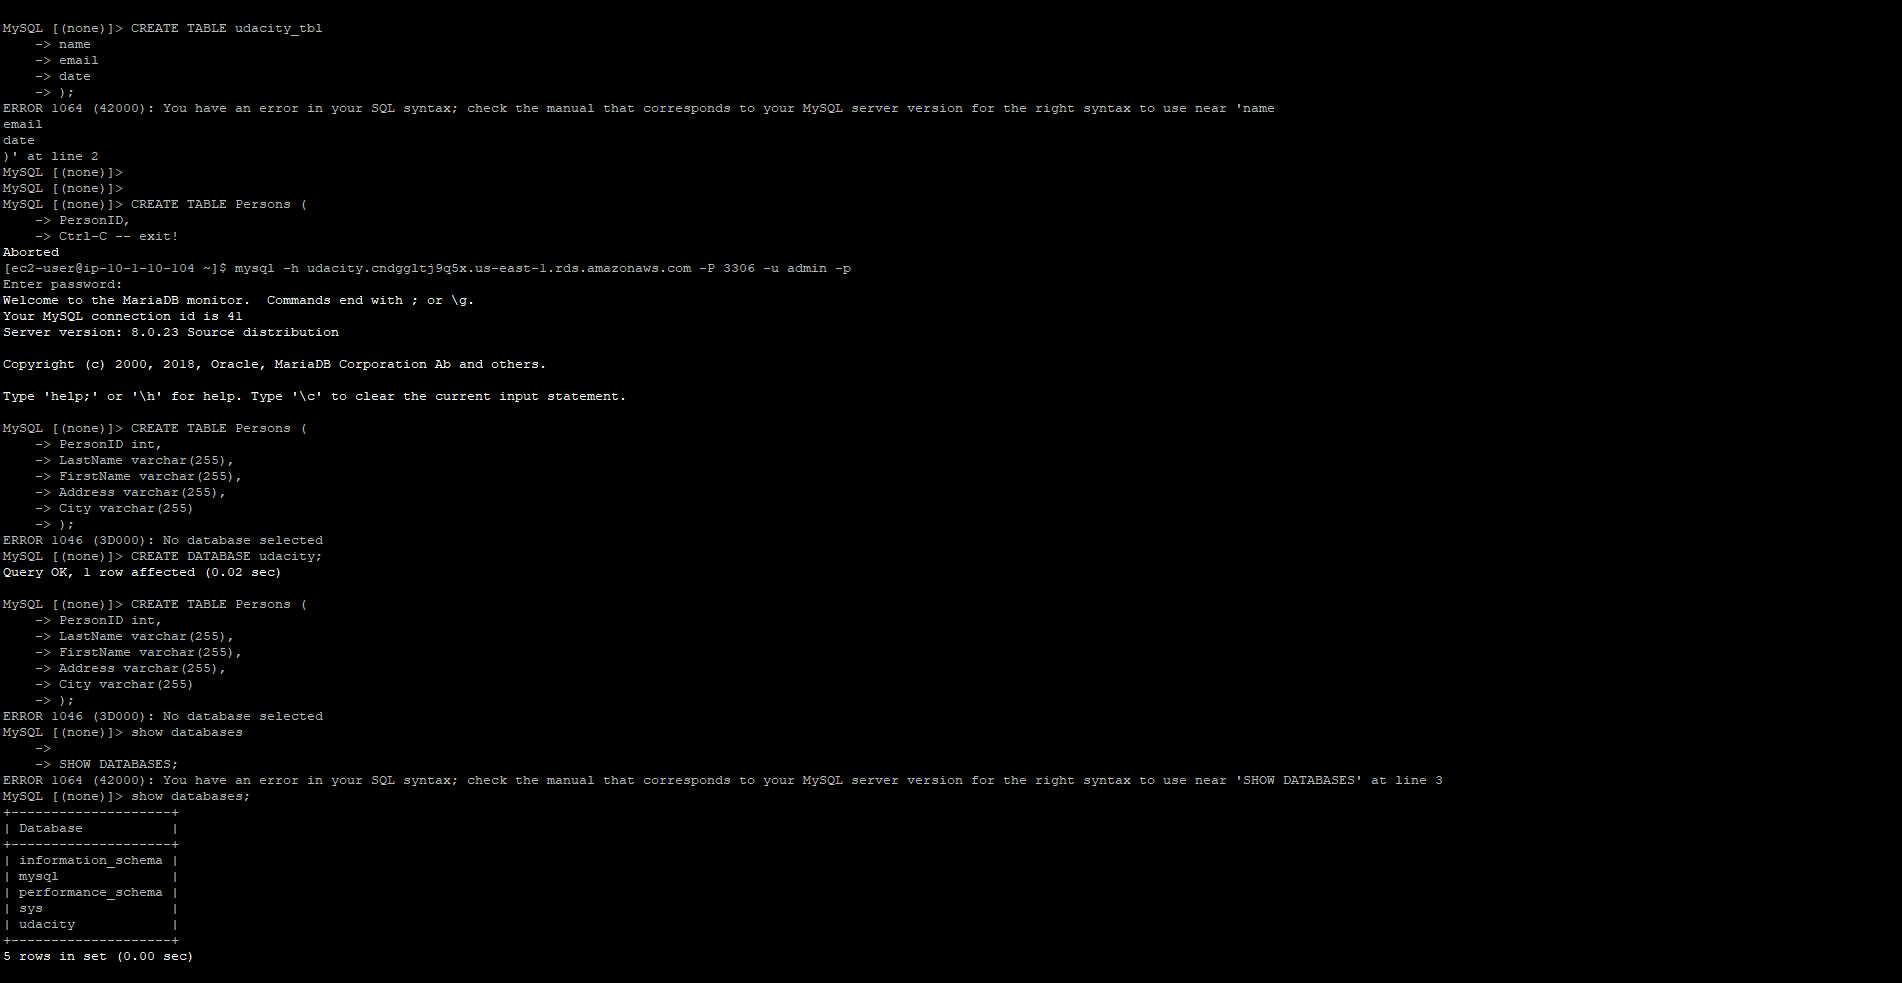 MySQL [(none)]> CREATE TABLE udacity_tbl
    -> name
    -> email
    -> date
    -> );
ERROR 1064 (42000): You have an error in your SQL syntax; check the manual that corresponds to your MySQL server version for the right syntax to use near 'name
email
date
)' at line 2
MySQL [(none)]>
MySQL [(none)]>
MySQL [(none)]> CREATE TABLE Persons (
    -> PersonID,
    -> Ctrl-C -- exit!
Aborted
[ec2-user@ip-10-1-10-104 ~]$ mysql -h udacity.cndggltj9q5x.us-east-1.rds.amazonaws.com -P 3306 -u admin -p
Enter password:
Welcome to the MariaDB monitor.  Commands end with ; or \g.
Your MySQL connection id is 41
Server version: 8.0.23 Source distribution

Copyright (c) 2000, 2018, Oracle, MariaDB Corporation Ab and others.

Type 'help;' or '\h' for help. Type '\c' to clear the current input statement.

MySQL [(none)]> CREATE TABLE Persons (
    -> PersonID int,
    -> LastName varchar(255),
    -> FirstName varchar(255),
    -> Address varchar(255),
    -> City varchar(255)
    -> );
ERROR 1046 (3D000): No database selected
MySQL [(none)]> CREATE DATABASE udacity;
Query OK, 1 row affected (0.02 sec)

MySQL [(none)]> CREATE TABLE Persons (
    -> PersonID int,
    -> LastName varchar(255),
    -> FirstName varchar(255),
    -> Address varchar(255),
    -> City varchar(255)
    -> );
ERROR 1046 (3D000): No database selected
MySQL [(none)]> show databases
    ->
    -> SHOW DATABASES;
ERROR 1064 (42000): You have an error in your SQL syntax; check the manual that corresponds to your MySQL server version for the right syntax to use near 'SHOW DATABASES' at line 3
MySQL [(none)]> show databases;
+--------------------+
| Database           |
+--------------------+
| information_schema |
| mysql              |
| performance_schema |
| sys                |
| udacity            |
+--------------------+
5 rows in set (0.00 sec)